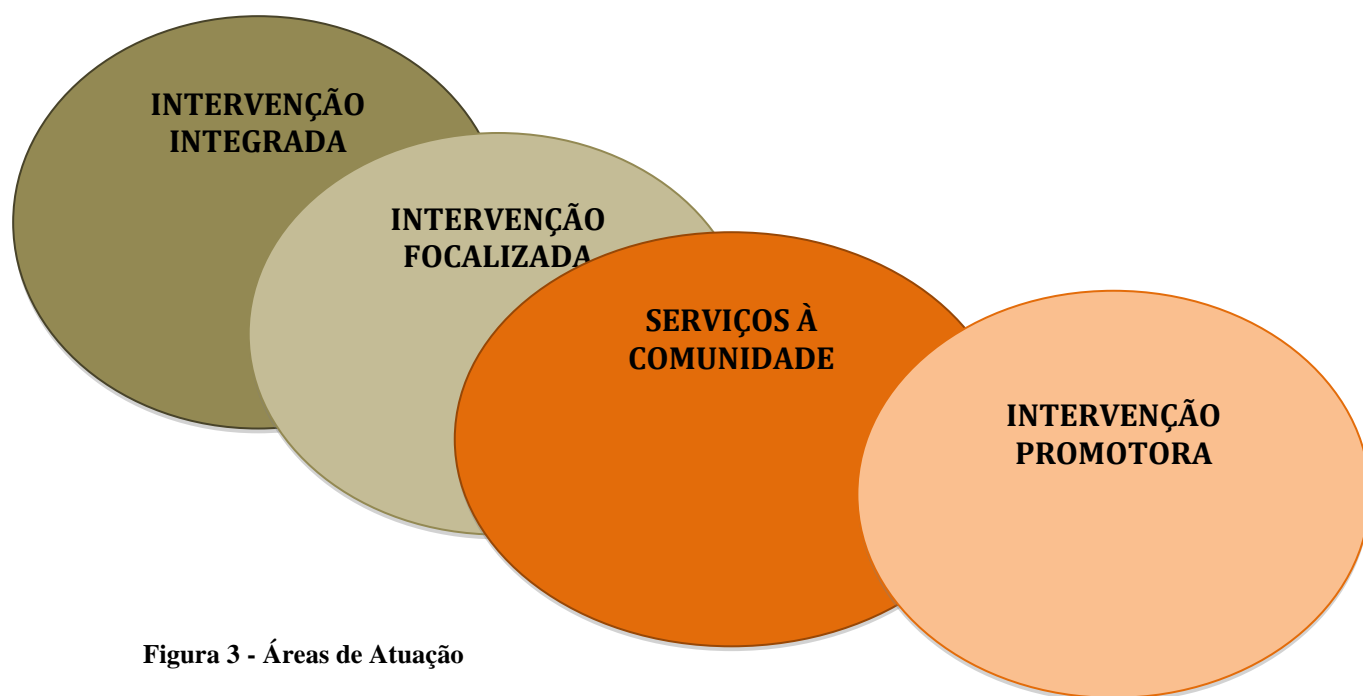 INTERVENÇÃO
INTEGRADA
INTERVENÇÃO
FOCALIZADA
SERVIÇOS À
COMUNIDADE
INTERVENÇÃO
PROMOTORA
Figura 3 - Áreas de Atuação